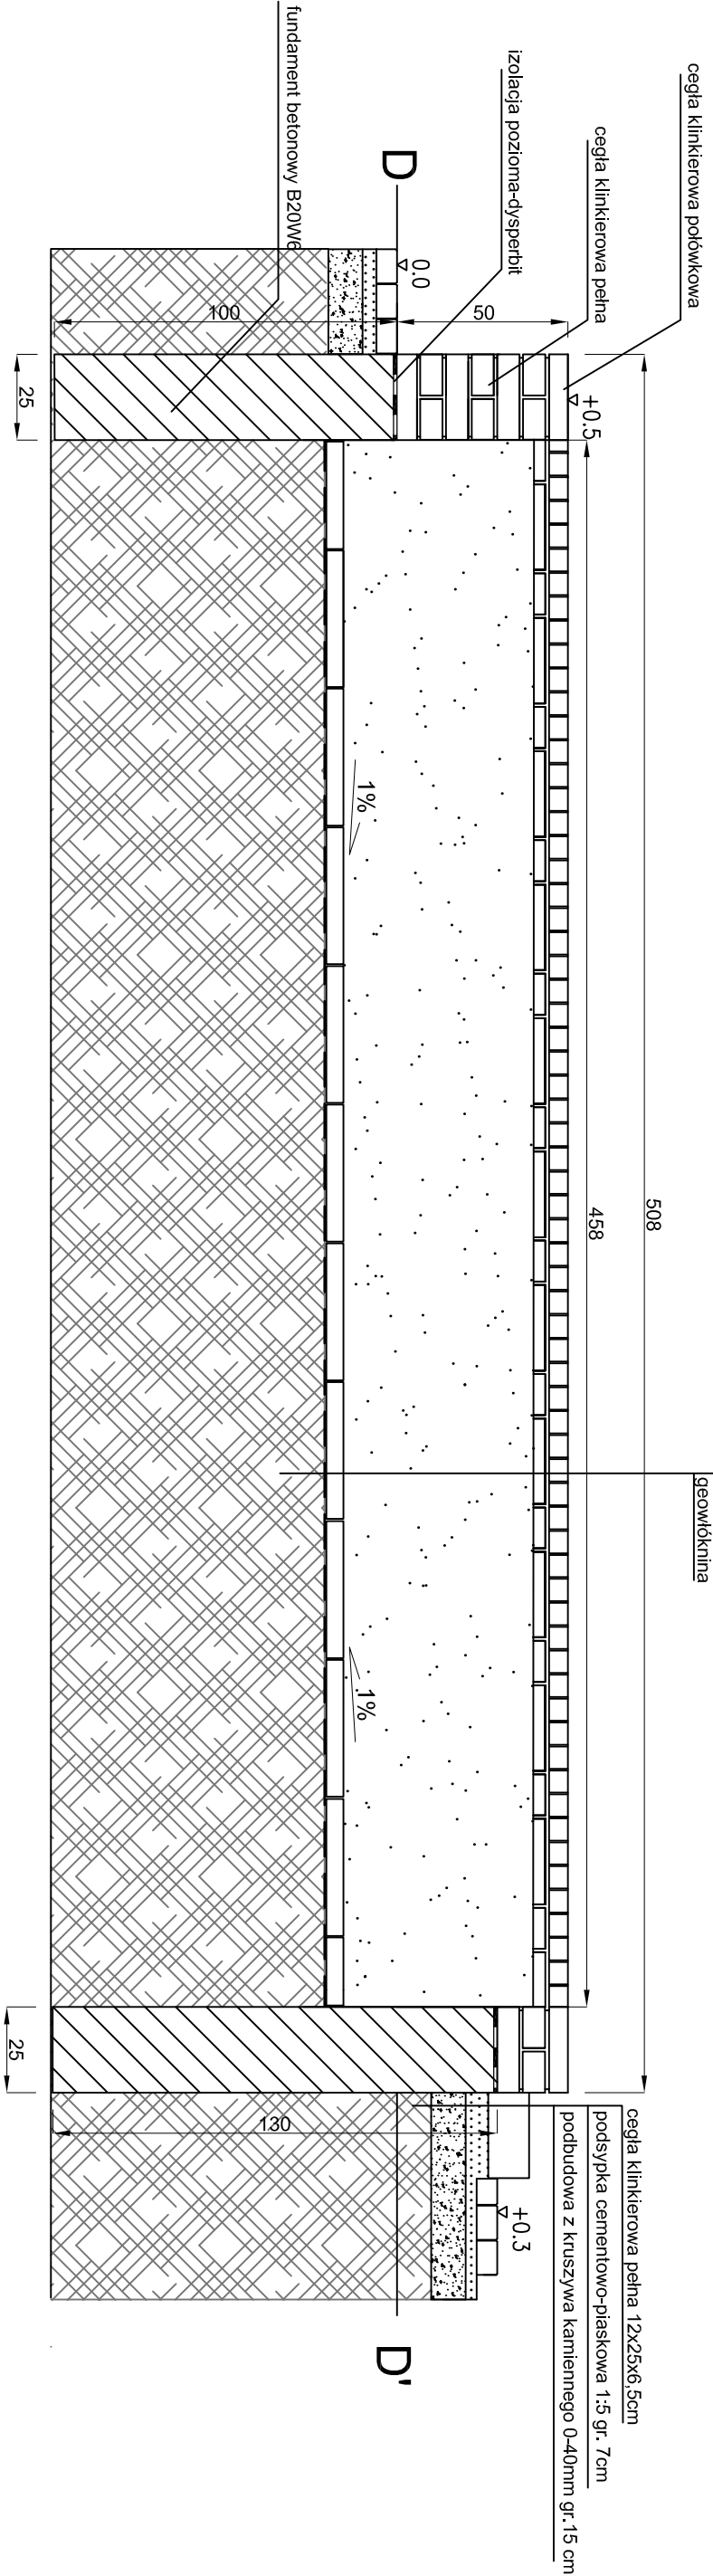 cegła klinkierowa połówkowa
cegła klinkierowa pełna
izolacja pozioma-dysperbit
fundament betonowy B20W6
D
0.0
+0.5
50
100
25
508
458
1%
1%
geowłóknina
25
130
+0.3
cegła klinkierowa pełna 12x25x6,5cm
podsypka cementowo-piaskowa 1:5 gr. 7cm
podbudowa z kruszywa kamiennego 0-40mm gr.15 cm
D'